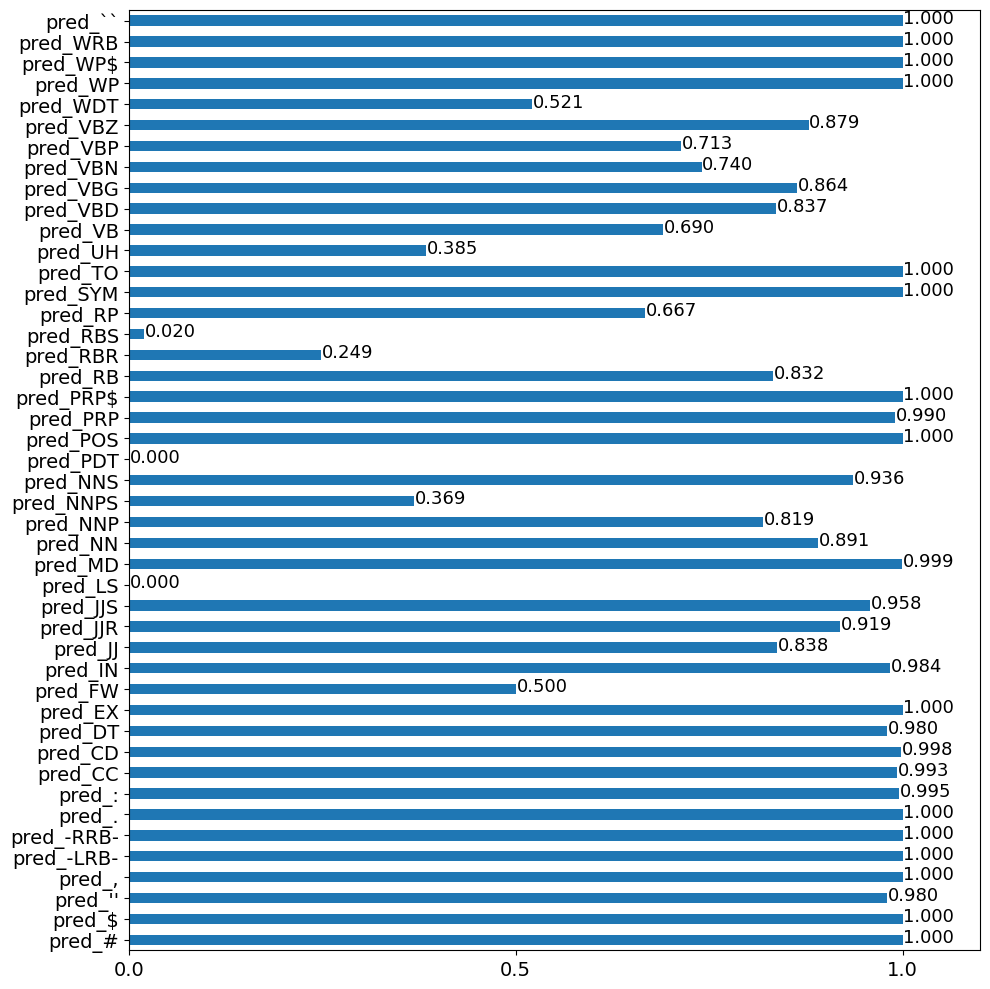 pred_`` 1.000
pred_WRB 1.000
pred_WP$ 1.000
pred_WP 1.000
pred_WDT 0.521
pred_VBZ 0.879
pred_VBP 0.713
pred_VBN 0.740
pred_VBG 0.864
pred_VBD 0.837
pred_VB 0.690
pred_UH 0.385
pred_TO 1.000
pred_SYM 1.000
pred_RP 0.667
pred_RBS 0.020
pred_RBR 0.249
pred_RB 0.832
pred_PRP$ 1.000
pred_PRP 0.990
pred_POS 1.000
pred_PDT 0.000
pred_NNS 0.936
pred_NNPS 0.369
pred_NNP 0.819
pred_NN 0.891
pred_MD 0.999
pred_LS 0.000
pred_JJS 0.958
pred_JJR 0.919
pred_JJ 0.838
pred_IN 0.984
pred_FW 0.500
pred_EX 1.000
pred_DT 0.980
pred_CD 0.998
pred_CC 0.993
pred_: 0.995
pred_. 1.000
pred_-RRB- 1.000
pred_-LRB- 1.000
pred_, 1.000
pred_'' 0.980
pred_$ 1.000
pred_# 1.000
0.0 0.5 1.0